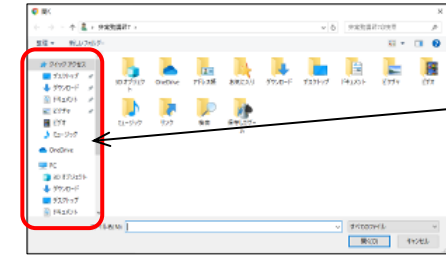 開く
整理 ▼ 新しいフォルダー
クイック アクセス
デスクトップ
ダウンロード
ドキュメント
ピクチャ
ビデオ
ミュージック
OneDrive
PC
3D オブジェクト
ダウンロード
デスクトップ
ドキュメント
3D オブジェクト
OneDrive
アドレス帳
お気に入り
ダウンロード
デスクトップ
ドキュメント
ピクチャ
ビデオ
ミュージック
リンク
検索
保存したゲーム
ファイル名(N):
すべてのファイル
開く(O)
キャンセル